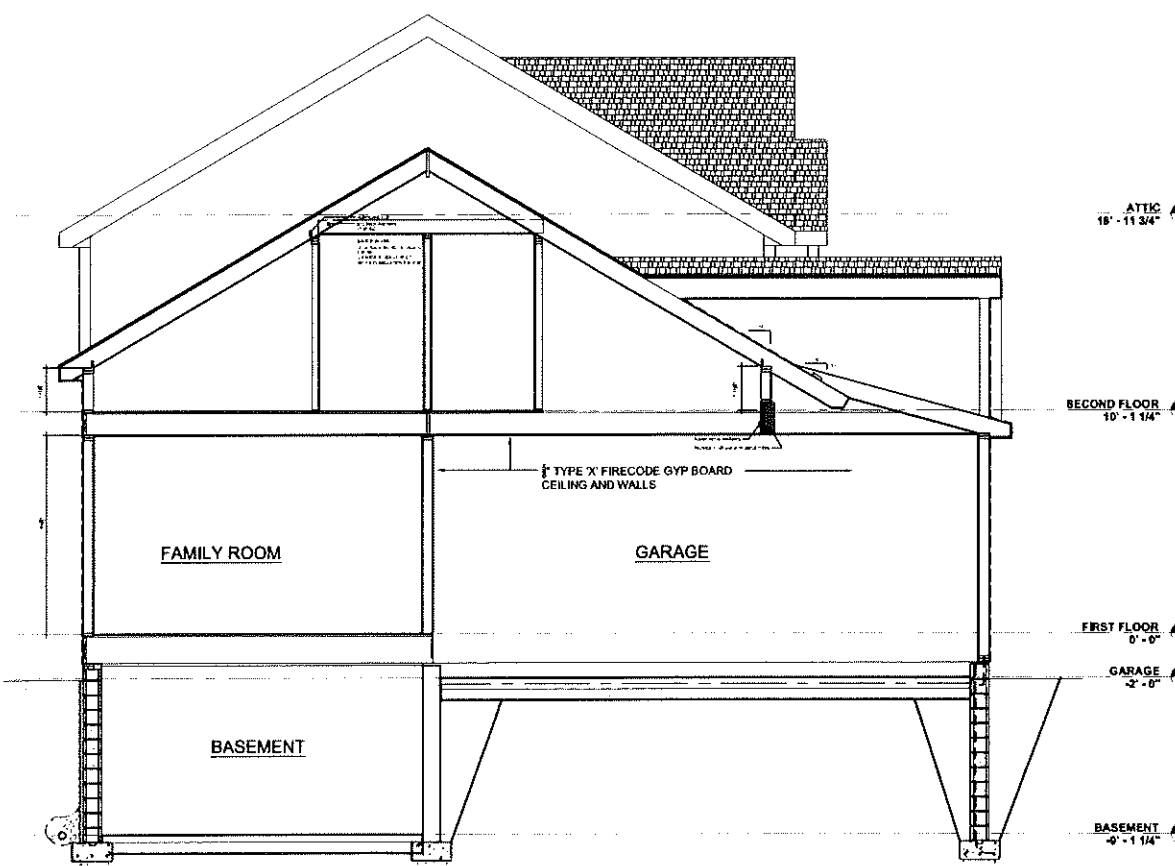 ATTIC
18' - 11 3/4"
SECOND FLOOR
10' - 1 1/4"
TYPE 'X' FIRECODE GYP BOARD
CEILING AND WALLS
FAMILY ROOM
GARAGE
FIRST FLOOR
0' - 0"
GARAGE
-2' - 0"
BASEMENT
BASEMENT
-9' - 1 1/4"